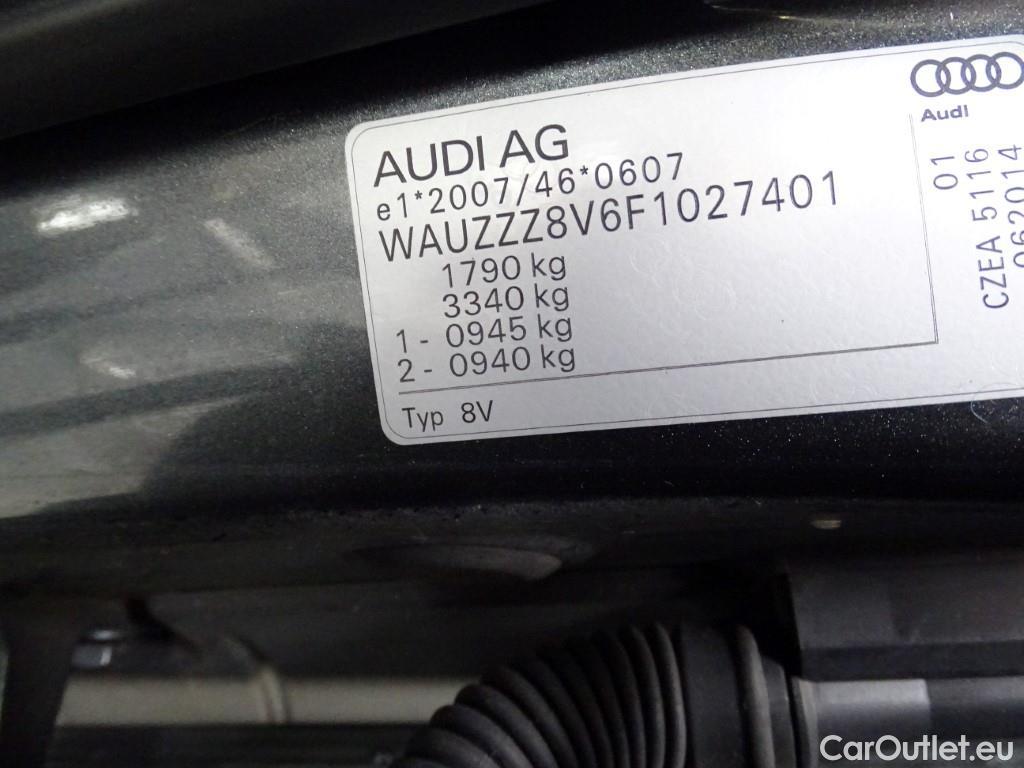 AUDI AG
e1*2007/46*0607
WAUZZZ8V6F1027401
1790 kg
3340 kg
1 - 0945 kg
2 - 0940 kg
Typ 8V
Audi
01
CZEA 5116
062014
CarOutlet.eu